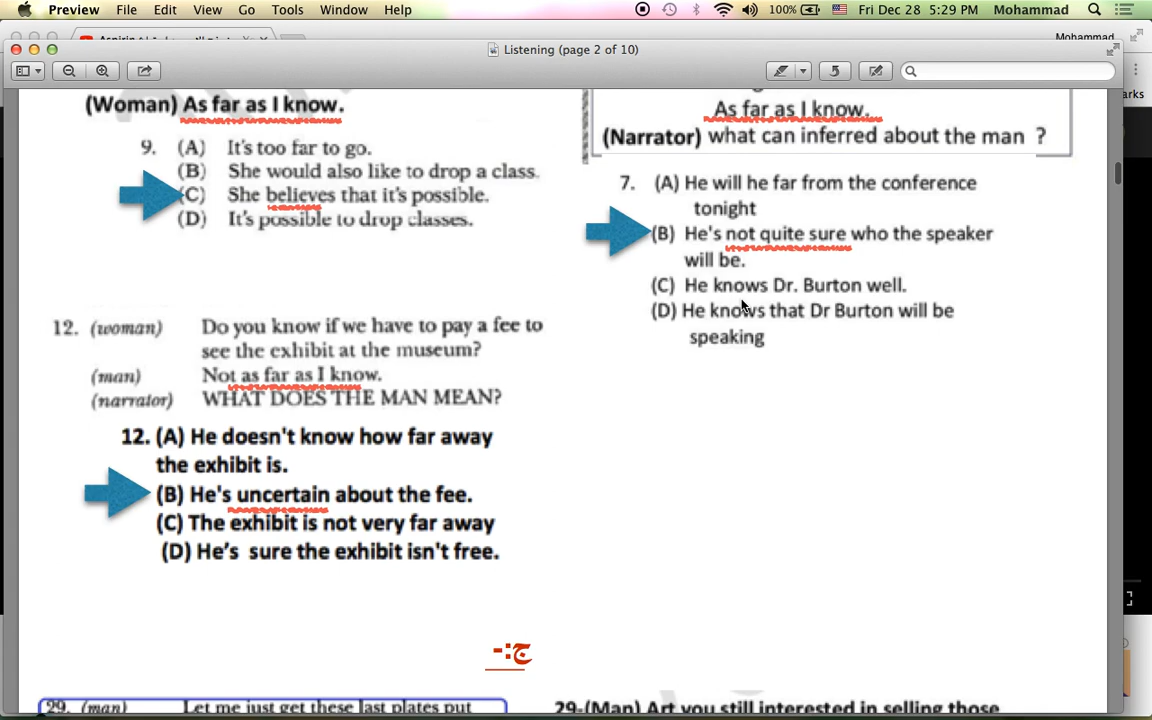 Preview File Edit View Go Tools Window Help 100% Fri Dec 28 5:29 PM Mohammad
Mohammad
Listening (page 2 of 10)
(Woman) As far as I know.
9. (A) It's too far to go.
(B) She would also like to drop a class.
(C) She believes that it's possible.
(D) It's possible to drop classes.
12. (woman) Do you know if we have to pay a fee to
see the exhibit at the museum?
(man) Not as far as I know.
(narrator) WHAT DOES THE MAN MEAN?
12. (A) He doesn't know how far away
the exhibit is.
(B) He's uncertain about the fee.
(C) The exhibit is not very far away
(D) He's sure the exhibit isn't free.
As far as I know.
(Narrator) what can inferred about the man ?
7. (A) He will he far from the conference
tonight
(B) He's not quite sure who the speaker
will be.
(C) He knows Dr. Burton well.
(D) He knows that Dr Burton will be
speaking
ج:-
29. (man) Let me just get these last plates put
29-(Man) Art you still interested in selling those